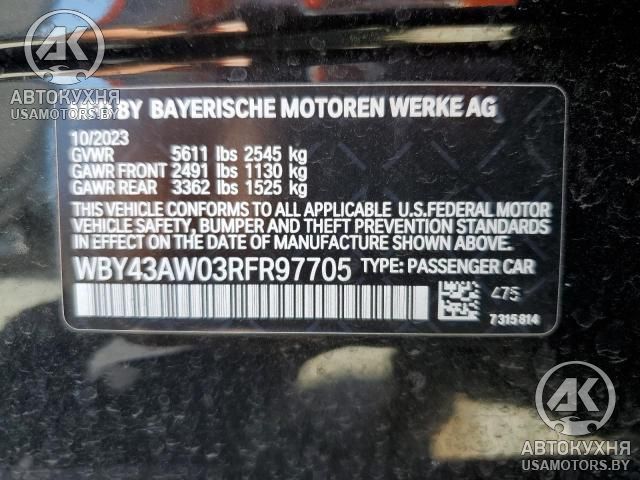 AK
АВТОКУХНЯ
USAMOTORS.BY
BY BAYERISCHE MOTOREN WERKE AG
10/2023
GVWR 5611 lbs 2545 kg
GAWR FRONT 2491 lbs 1130 kg
GAWR REAR 3362 lbs 1525 kg
THIS VEHICLE CONFORMS TO ALL APPLICABLE U.S.FEDERAL MOTOR
VEHICLE SAFETY, BUMPER AND THEFT PREVENTION STANDARDS
IN EFFECT ON THE DATE OF MANUFACTURE SHOWN ABOVE.
WBY43AW03RFR97705 TYPE: PASSENGER CAR
475
7315814
AK
АВТОКУХНЯ
USAMOTORS.BY